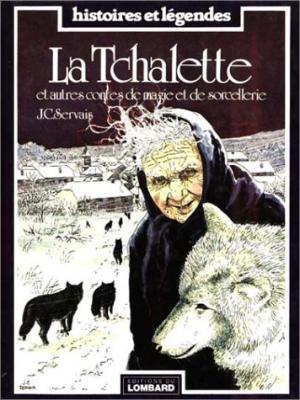 histoires et légendes
La Tchalette
et autres contes de magie et de sorcellerie
J.C.Servais
EDITIONS DU
LOMBARD